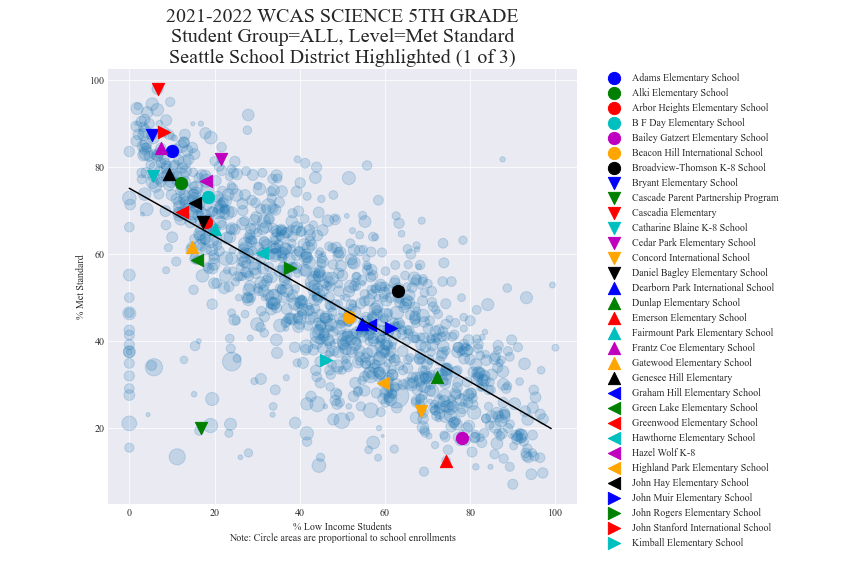 2021-2022 WCAS SCIENCE 5TH GRADE
Student Group=ALL, Level=Met Standard
Seattle School District Highlighted (1 of 3)
% Met Standard
100
80
60
40
20
0
20
40
60
80
100
% Low Income Students
Note: Circle areas are proportional to school enrollments
Adams Elementary School
Alki Elementary School
Arbor Heights Elementary School
B F Day Elementary School
Bailey Gatzert Elementary School
Beacon Hill International School
Broadview-Thomson K-8 School
Bryant Elementary School
Cascade Parent Partnership Program
Cascadia Elementary
Catharine Blaine K-8 School
Cedar Park Elementary School
Concord International School
Daniel Bagley Elementary School
Dearborn Park International School
Dunlap Elementary School
Emerson Elementary School
Fairmount Park Elementary School
Frantz Coe Elementary School
Gatewood Elementary School
Genesee Hill Elementary
Graham Hill Elementary School
Green Lake Elementary School
Greenwood Elementary School
Hawthorne Elementary School
Hazel Wolf K-8
Highland Park Elementary School
John Hay Elementary School
John Muir Elementary School
John Rogers Elementary School
John Stanford International School
Kimball Elementary School